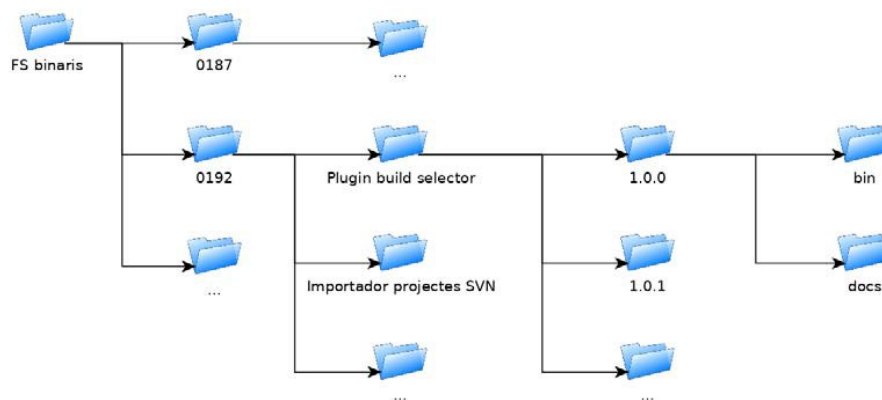 FS binaris
0187
...
0192
Plugin build selector
1.0.0
bin
...
Importador projectes SVN
1.0.1
docs
...
...